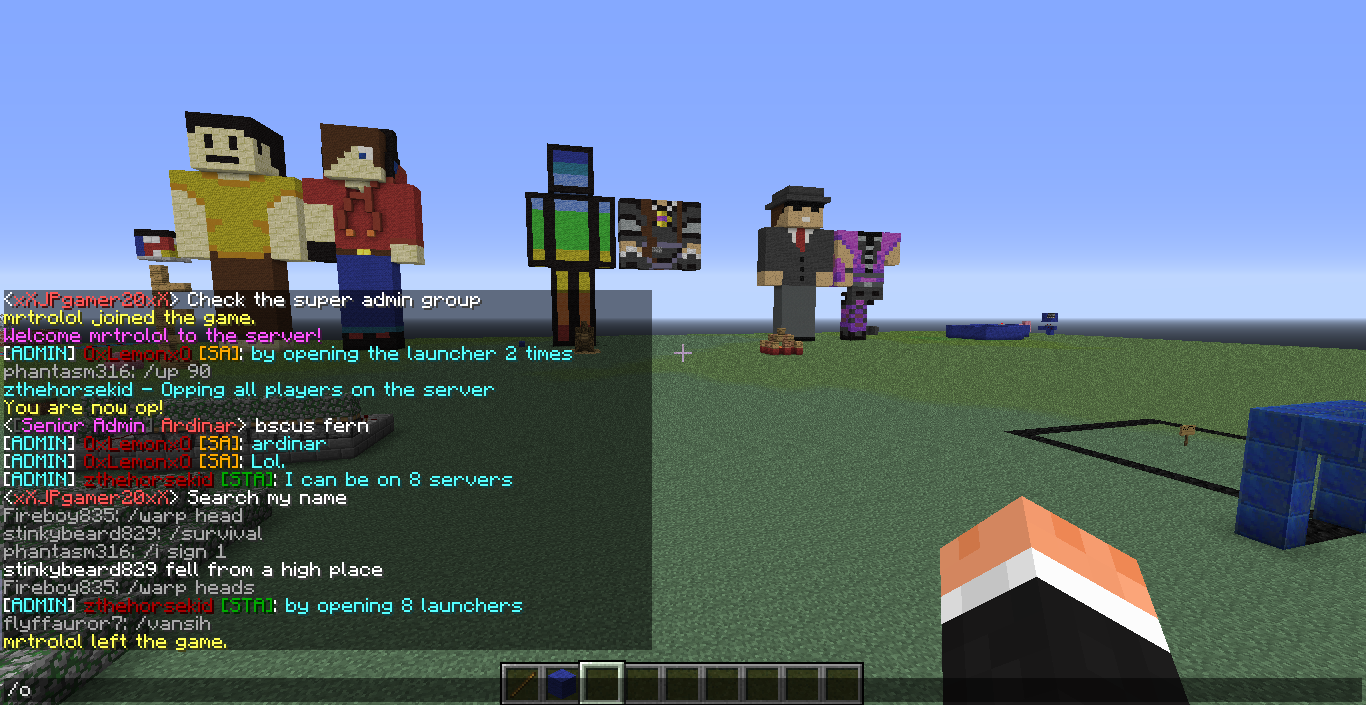 <xXJPgamer20xX> Check the super admin group
mrtrolol joined the game.
Welcome mrtrolol to the server!
[ADMIN] 0xLemonx0 [SA]: by opening the launcher 2 times
phantasm316: /up 90
zthehorsekid - Opping all players on the server
You are now op!
<[Senior Admin] Ardinar> bscus fern
[ADMIN] 0xLemonx0 [SA]: ardinar
[ADMIN] 0xLemonx0 [SA]: Lol.
[ADMIN] zthehorsekid [STA]: I can be on 8 servers
<xXJPgamer20xX> Search my name
Fireboy835: /warp head
stinkybeard829: /survival
phantasm316: /i sign 1
stinkybeard829 fell from a high place
Fireboy835: /warp heads
[ADMIN] zthehorsekid [STA]: by opening 8 launchers
flyffauror7: /vansih
mrtrolol left the game.
/o